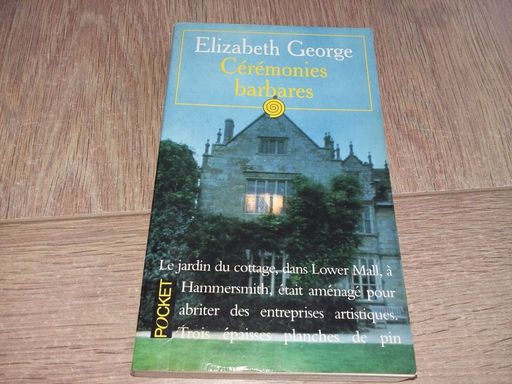 Elizabeth George
Cérémonies
barbares
Le jardin du cottage, dans Lower Mall, à
Hammersmith, était aménagé pour
abriter des entreprises artistiques.
Trois épaisses planches de pin
POCKET